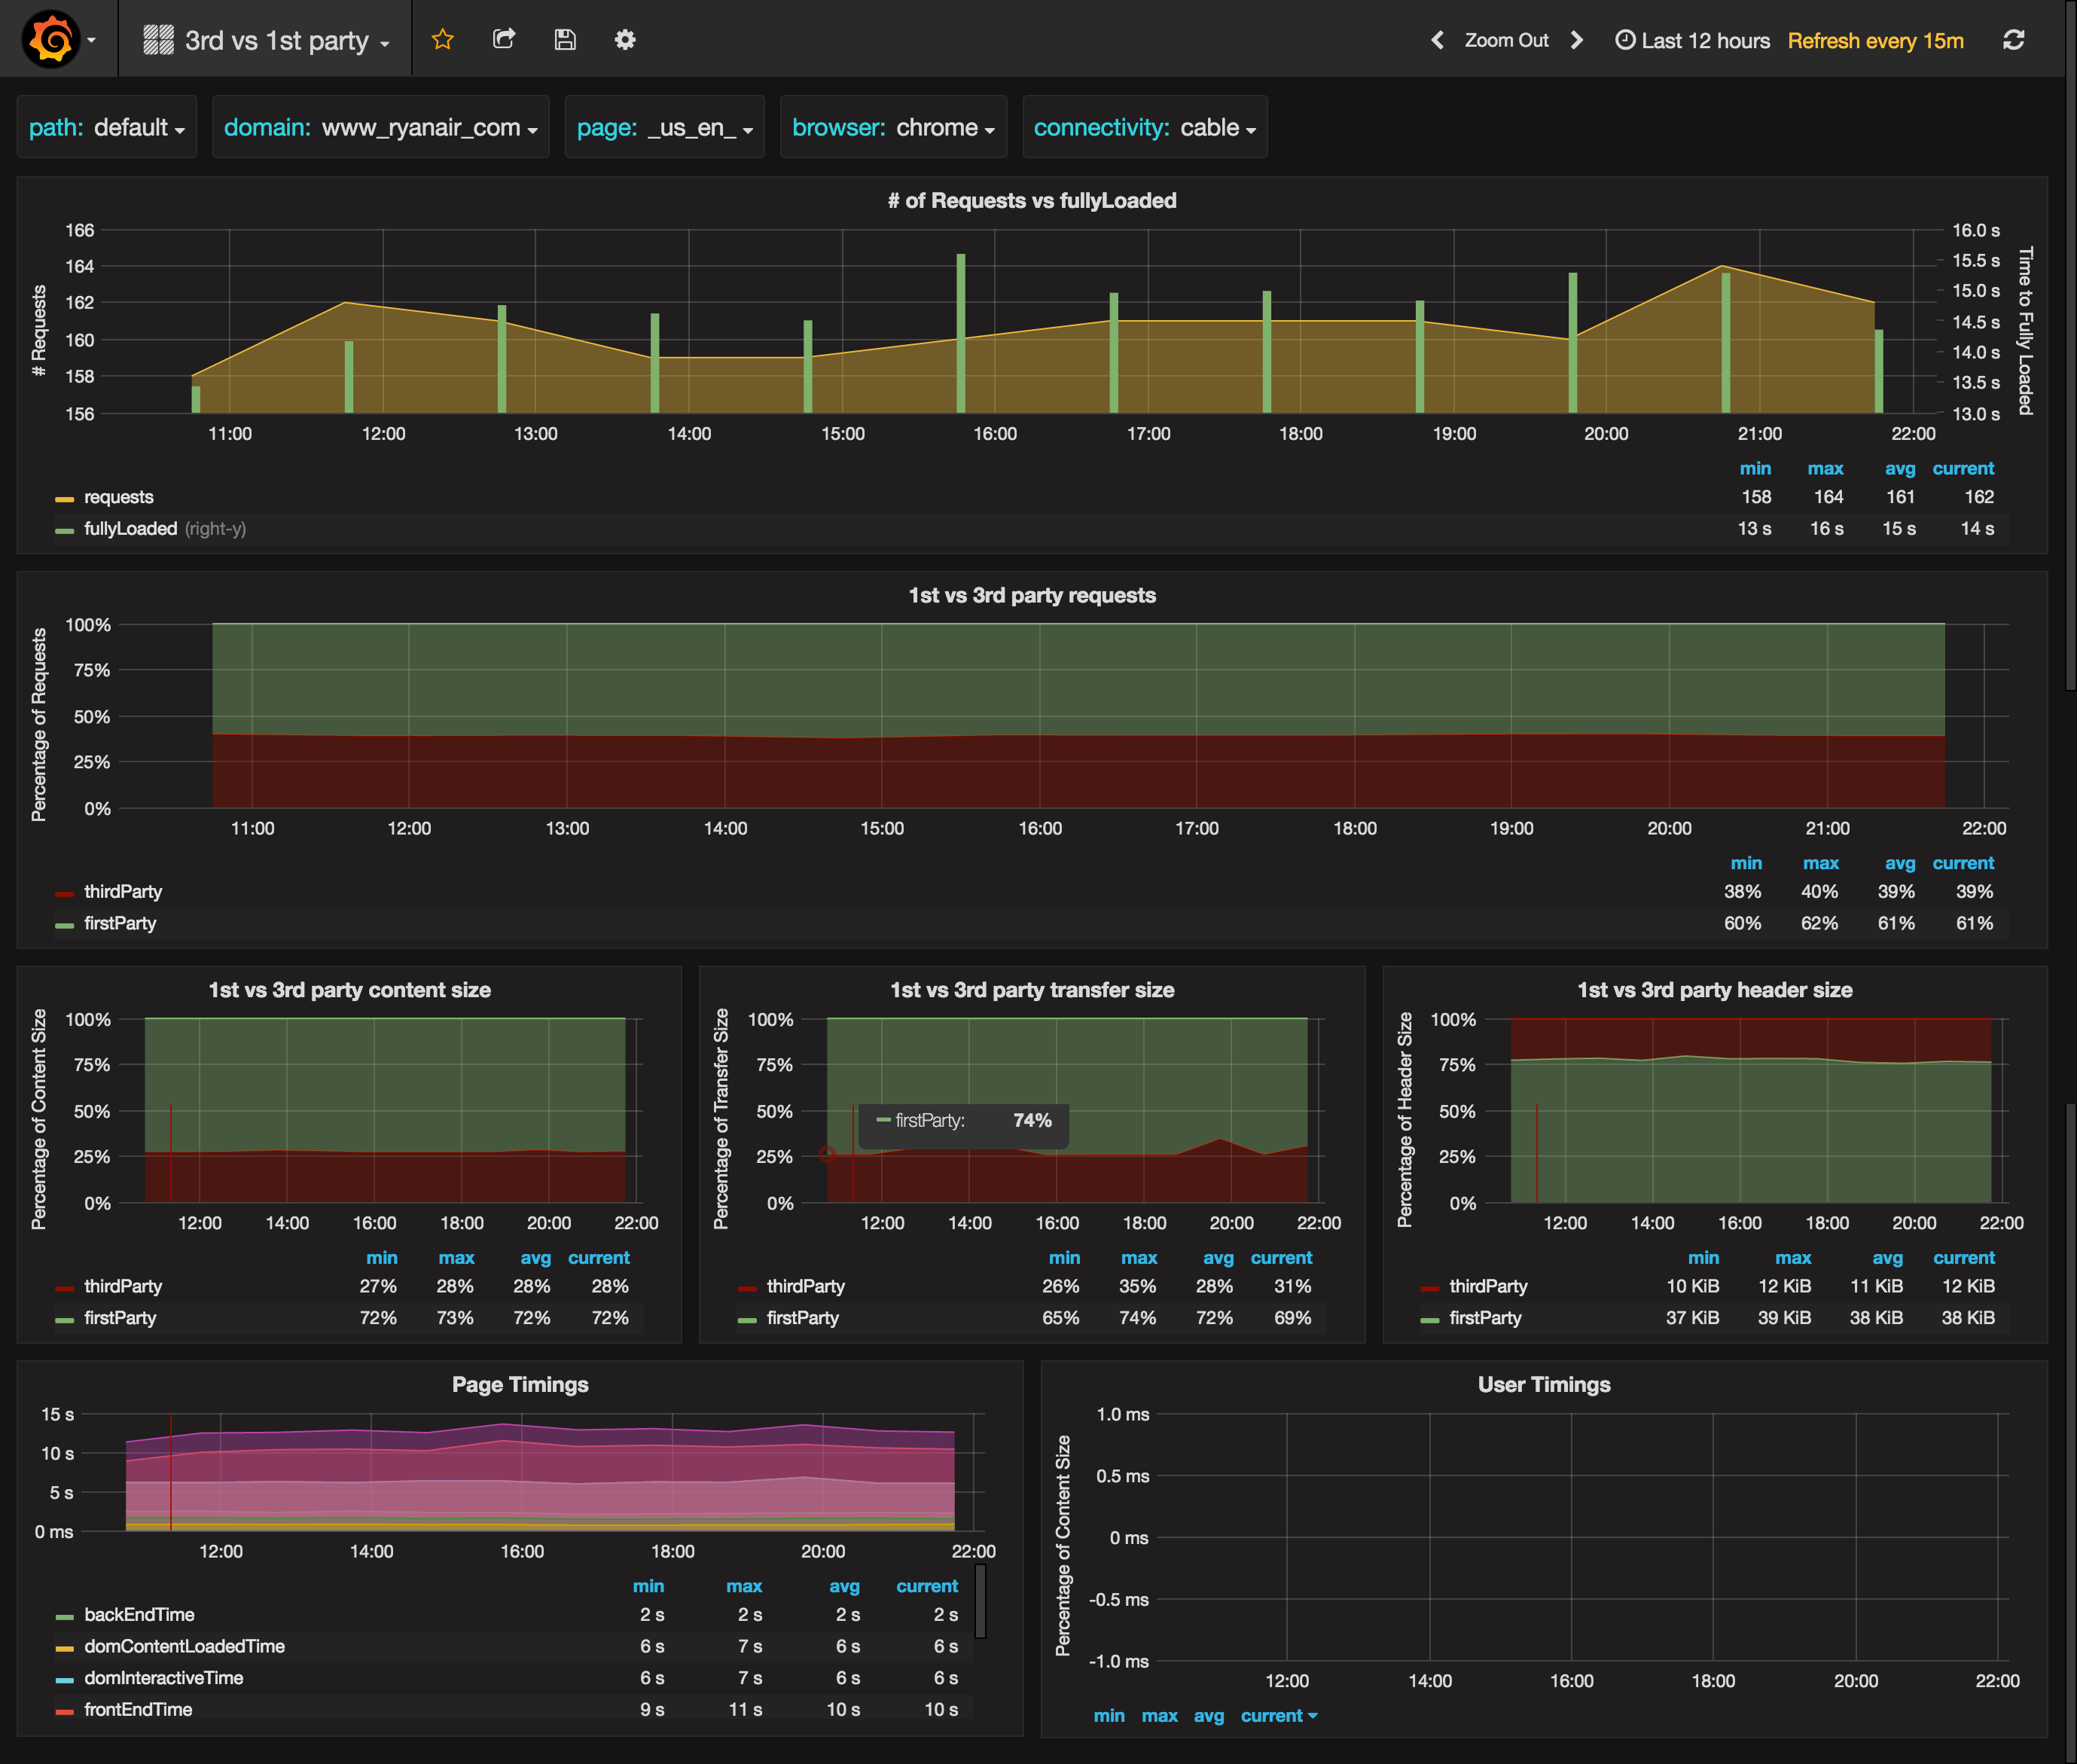 3rd vs 1st party
Zoom Out
Last 12 hours Refresh every 15m
path: default
domain: www_ryanair_com
page: _us_en_
browser: chrome
connectivity: cable
# of Requests vs fullyLoaded
# Requests
166
164
162
160
158
156
16.0 s
15.5 s
15.0 s
14.5 s
14.0 s
13.5 s
13.0 s
Time to Fully Loaded
11:00 12:00 13:00 14:00 15:00 16:00 17:00 18:00 19:00 20:00 21:00 22:00
min max avg current
requests 158 164 161 162
fullyLoaded (right-y) 13 s 16 s 15 s 14 s
1st vs 3rd party requests
Percentage of Requests
100%
75%
50%
25%
0%
11:00 12:00 13:00 14:00 15:00 16:00 17:00 18:00 19:00 20:00 21:00 22:00
min max avg current
thirdParty 38% 40% 39% 39%
firstParty 60% 62% 61% 61%
1st vs 3rd party content size
Percentage of Content Size
100%
75%
50%
25%
0%
12:00 14:00 16:00 18:00 20:00 22:00
min max avg current
thirdParty 27% 28% 28% 28%
firstParty 72% 73% 72% 72%
1st vs 3rd party transfer size
Percentage of Transfer Size
100%
75%
50%
25%
0%
firstParty: 74%
12:00 14:00 16:00 18:00 20:00 22:00
min max avg current
thirdParty 26% 35% 28% 31%
firstParty 65% 74% 72% 69%
1st vs 3rd party header size
Percentage of Header Size
100%
75%
50%
25%
0%
12:00 14:00 16:00 18:00 20:00 22:00
min max avg current
thirdParty 10 KiB 12 KiB 11 KiB 12 KiB
firstParty 37 KiB 39 KiB 38 KiB 38 KiB
Page Timings
15 s
10 s
5 s
0 ms
12:00 14:00 16:00 18:00 20:00 22:00
min max avg current
backEndTime 2 s 2 s 2 s 2 s
domContentLoadedTime 6 s 7 s 6 s 6 s
domInteractiveTime 6 s 7 s 6 s 6 s
frontEndTime 9 s 11 s 10 s 10 s
User Timings
Percentage of Content Size
1.0 ms
0.5 ms
0 ms
-0.5 ms
-1.0 ms
12:00 14:00 16:00 18:00 20:00 22:00
min max avg current